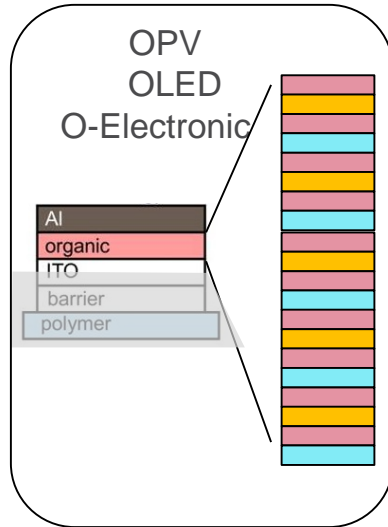 OPV
OLED
O-Electronic
Al
organic
ITO
barrier
polymer